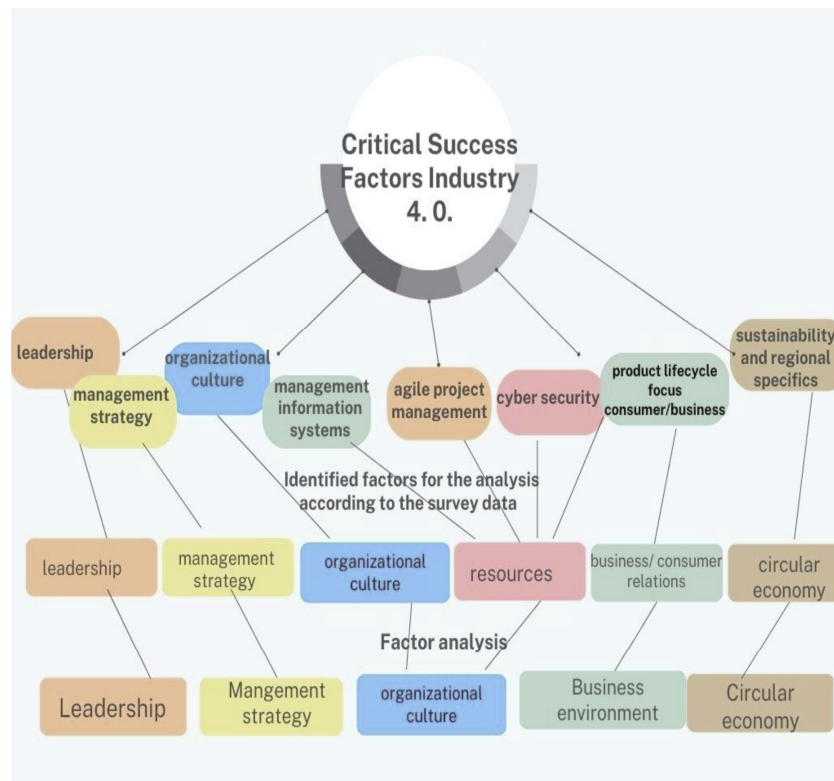 Critical Success
Factors Industry
4. 0.
leadership
management
strategy
organizational
culture
management
information
systems
agile project
management
cyber security
product lifecycle
focus
consumer/business
sustainability
and regional
specifics
Identified factors for the analysis
according to the survey data
leadership
management
strategy
organizational
culture
resources
business/ consumer
relations
circular
economy
Factor analysis
Leadership
Mangement
strategy
organizational
culture
Business
environment
Circular
economy